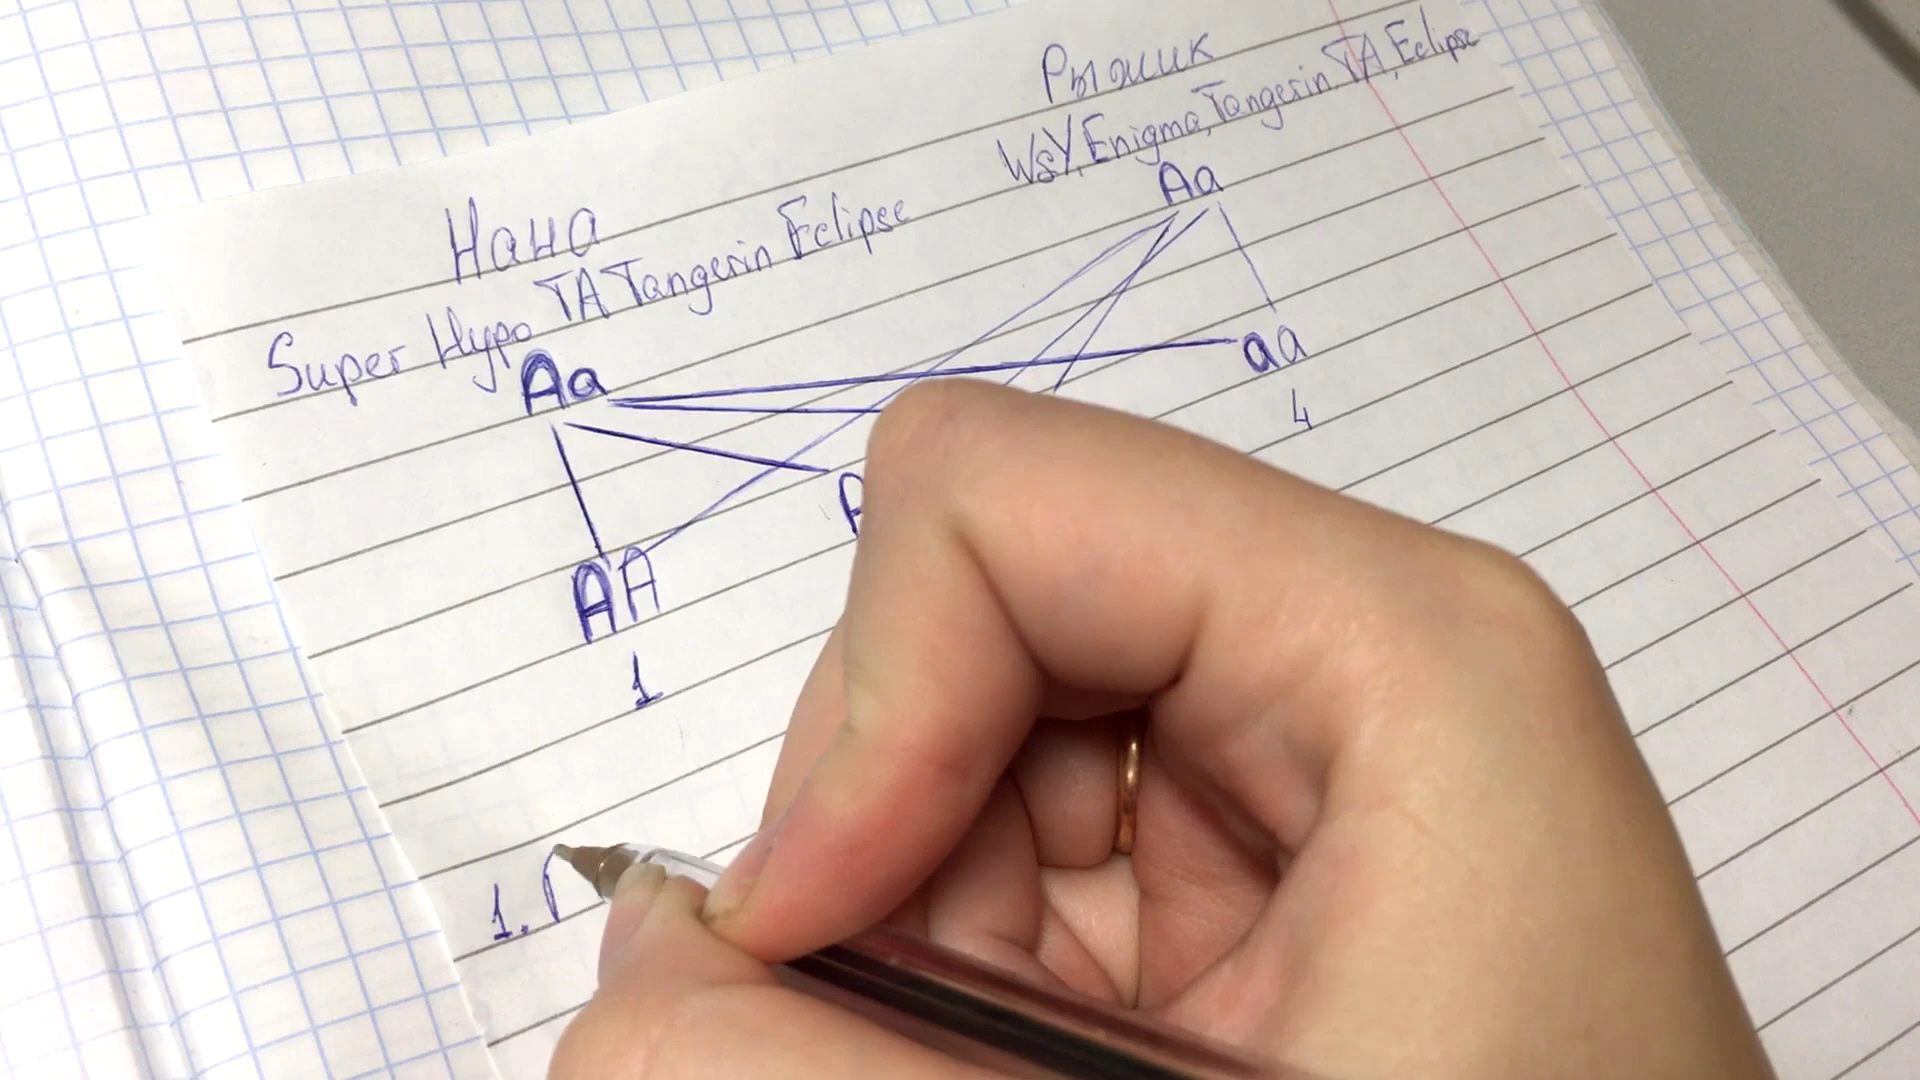 Рыжик
WsY, Enigma, Tangerin, TA, Eclipse
Aa
Нана
Super Hypo TA Tangerin Eclipse
Aa
aa
4
AA
1
1.